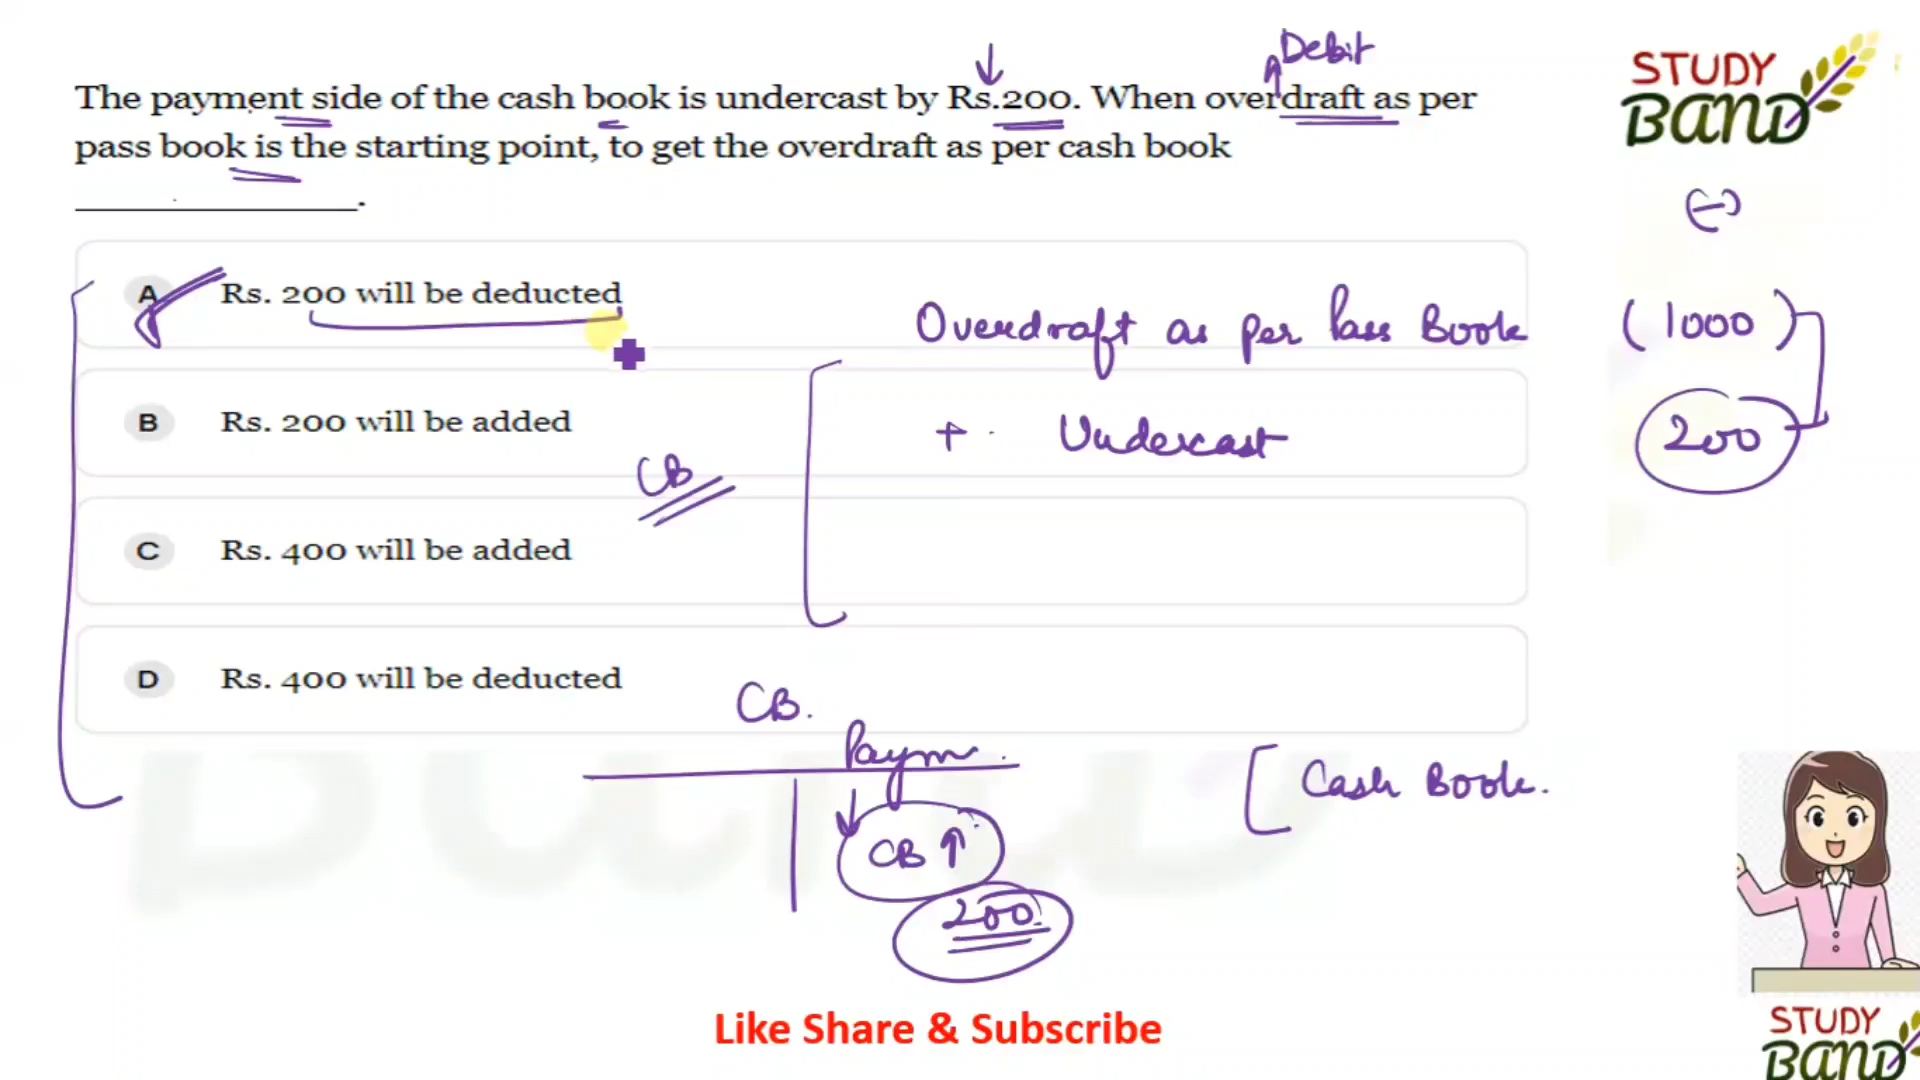 Debit
The payment side of the cash book is undercast by Rs.200. When overdraft as per
pass book is the starting point, to get the overdraft as per cash book
_______________.
STUDY
BAND
(-)
A Rs. 200 will be deducted
Overdraft as per Pass Book
(1000)
B Rs. 200 will be added
+ Undercast
200
CB
C Rs. 400 will be added
D Rs. 400 will be deducted
CB.
Paym.
Cash Book.
CB ↑
200
Like Share & Subscribe
STUDY
BAND